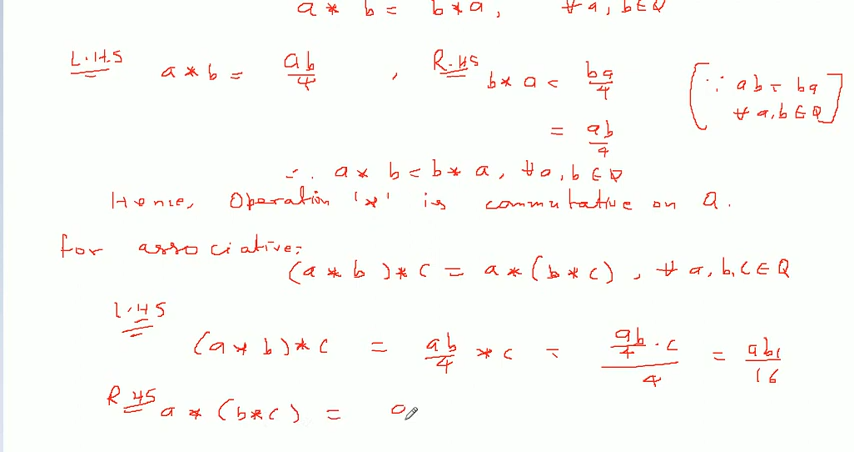 a * b = b * a, ∀ a, b ∈ Q
L.H.S a * b = ab/4 , R.H.S b * a = ba/4 [∵ ab = ba ∀ a, b ∈ Q]
= ab/4
∴ a * b = b * a, ∀ a, b ∈ Q
Hence, Operation '*' is commutative on Q.
for associative:
(a * b) * c = a * (b * c), ∀ a, b, c ∈ Q
L.H.S
(a * b) * c = ab/4 * c = (ab/4 · c)/4 = abc/16
R.H.S a * (b * c) = a